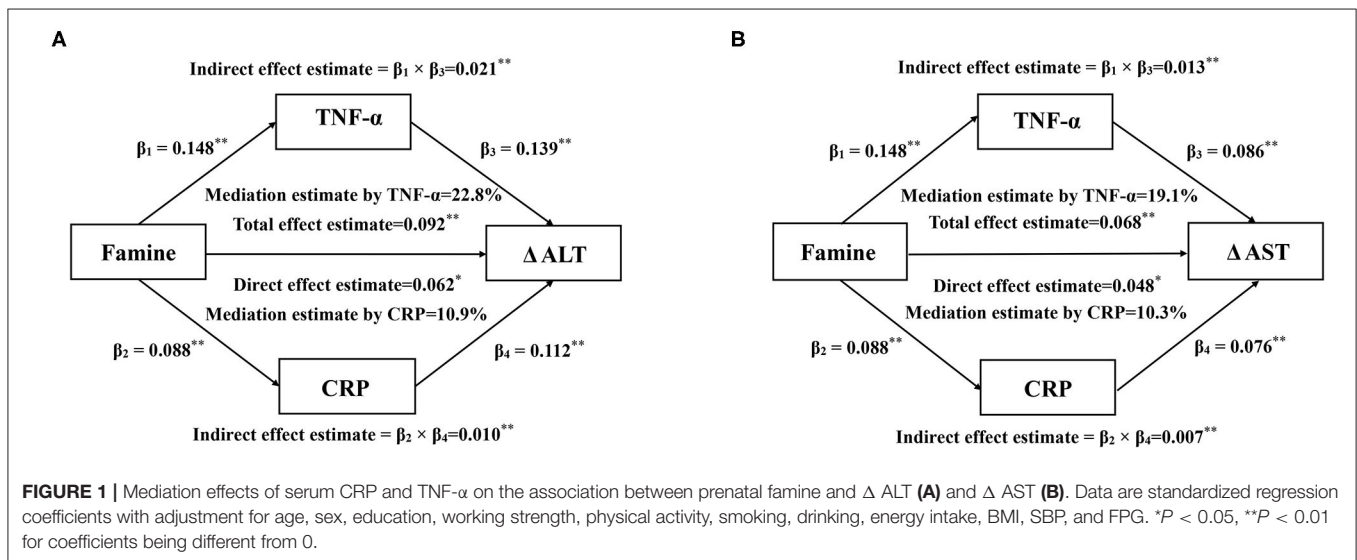 A
Indirect effect estimate = β₁ × β₃=0.021**
TNF-α
β₁ = 0.148**
β₃ = 0.139**
Mediation estimate by TNF-α=22.8%
Total effect estimate=0.092**
Famine
Δ ALT
Direct effect estimate=0.062*
Mediation estimate by CRP=10.9%
β₂ = 0.088**
β₄ = 0.112**
CRP
Indirect effect estimate = β₂ × β₄=0.010**
B
Indirect effect estimate = β₁ × β₃=0.013**
TNF-α
β₁ = 0.148**
β₃ = 0.086**
Mediation estimate by TNF-α=19.1%
Total effect estimate=0.068**
Famine
Δ AST
Direct effect estimate=0.048*
Mediation estimate by CRP=10.3%
β₂ = 0.088**
β₄ = 0.076**
CRP
Indirect effect estimate = β₂ × β₄=0.007**
FIGURE 1 | Mediation effects of serum CRP and TNF-α on the association between prenatal famine and Δ ALT (A) and Δ AST (B). Data are standardized regression
coefficients with adjustment for age, sex, education, working strength, physical activity, smoking, drinking, energy intake, BMI, SBP, and FPG. *P < 0.05, **P < 0.01
for coefficients being different from 0.